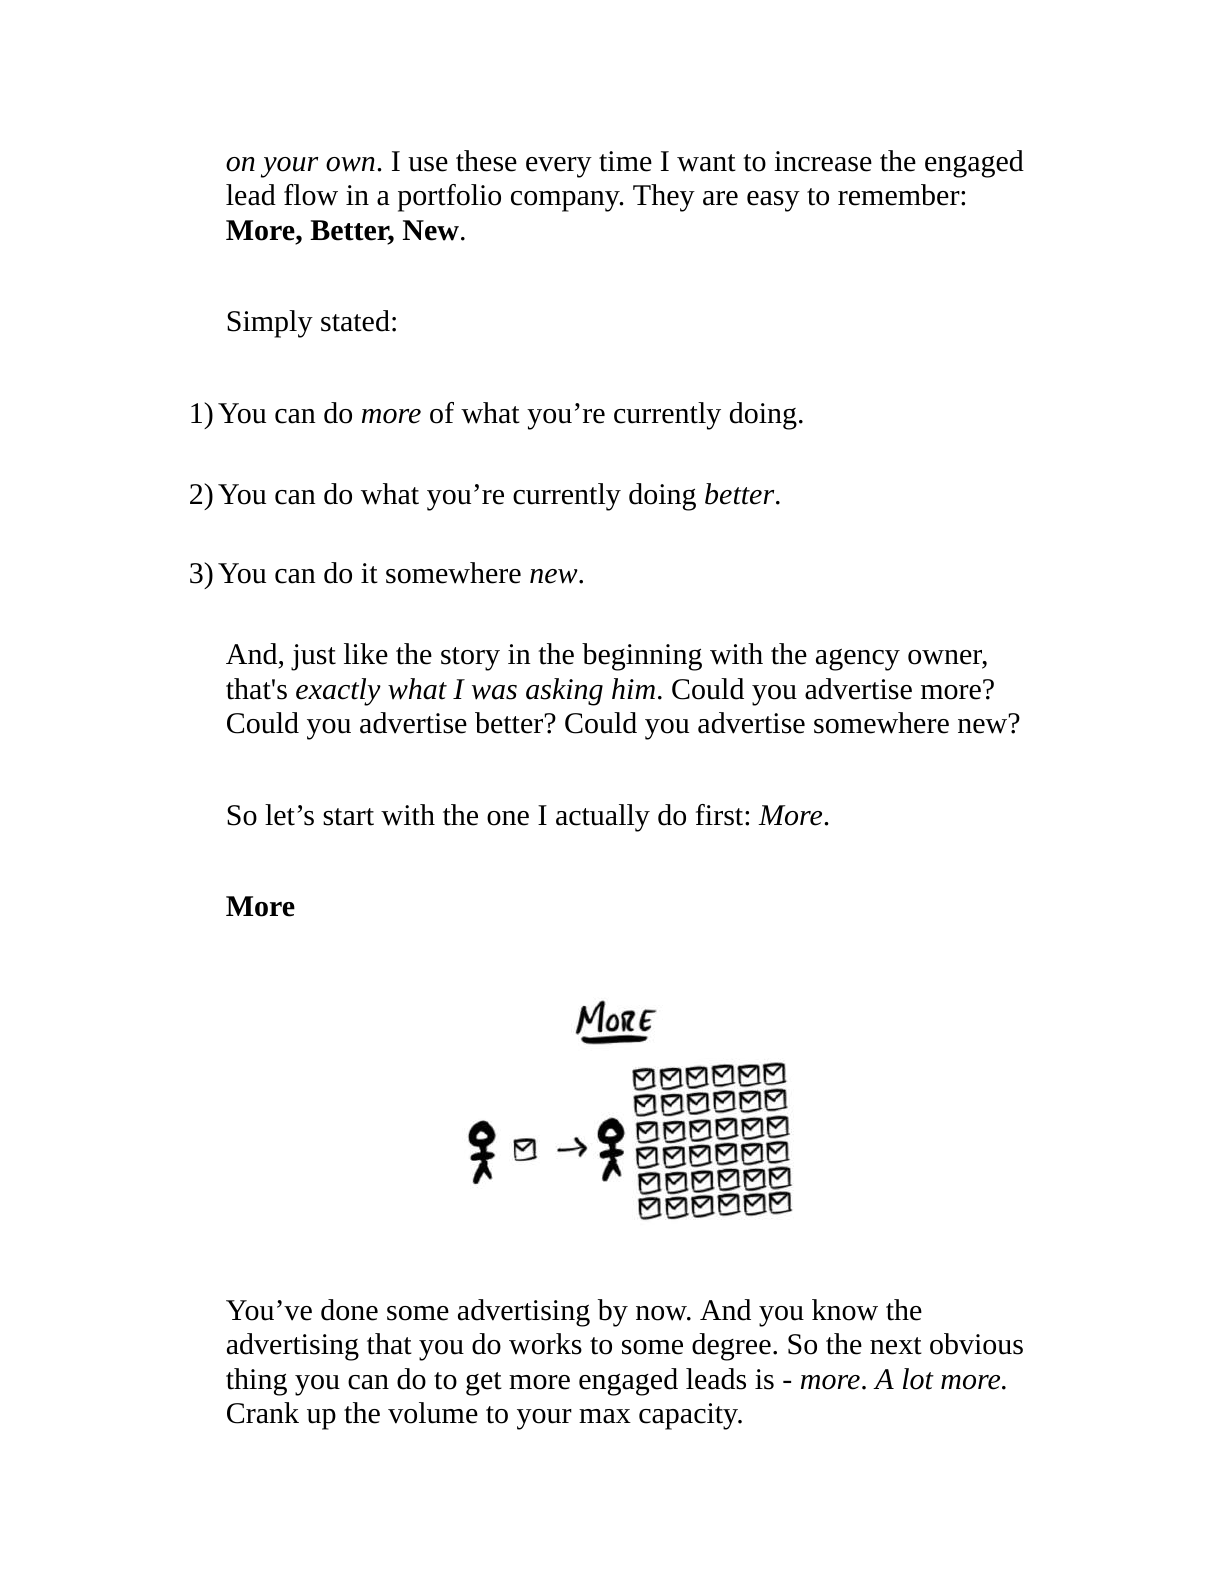 on your own. I use these every time I want to increase the engaged
lead flow in a portfolio company. They are easy to remember:
More, Better, New.
Simply stated:
1) You can do more of what you’re currently doing.
2) You can do what you’re currently doing better.
3) You can do it somewhere new.
And, just like the story in the beginning with the agency owner,
that's exactly what I was asking him. Could you advertise more?
Could you advertise better? Could you advertise somewhere new?
So let’s start with the one I actually do first: More.
More
MORE
You’ve done some advertising by now. And you know the
advertising that you do works to some degree. So the next obvious
thing you can do to get more engaged leads is - more. A lot more.
Crank up the volume to your max capacity.